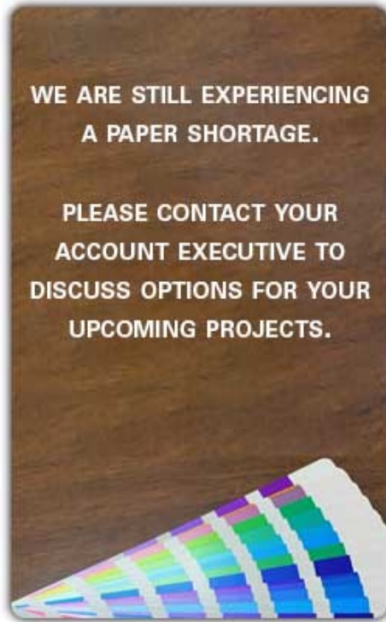 WE ARE STILL EXPERIENCING
A PAPER SHORTAGE.
PLEASE CONTACT YOUR
ACCOUNT EXECUTIVE TO
DISCUSS OPTIONS FOR YOUR
UPCOMING PROJECTS.